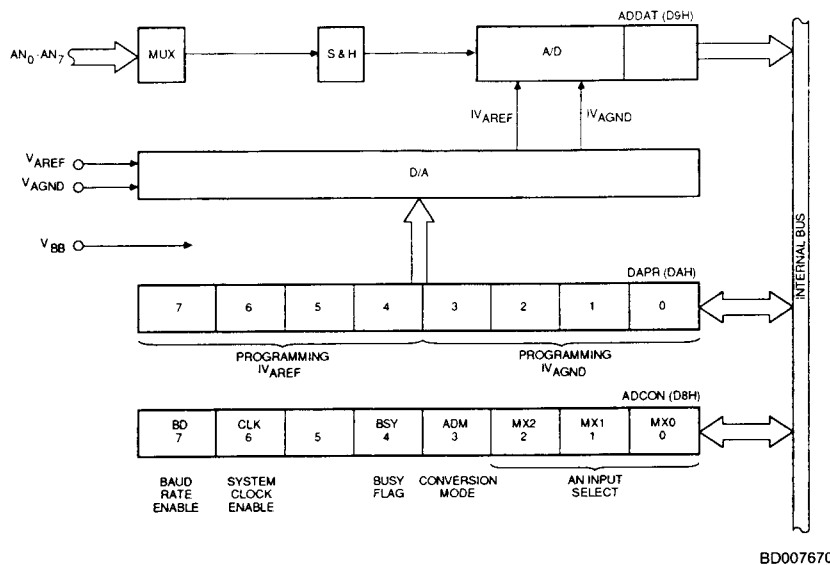 ADDAT (D9H)
AN0-AN7
MUX
S & H
A/D
IVAREF
IVAGND
VAREF
VAGND
D/A
VBB
INTERNAL BUS
DAPR (DAH)
7 6 5 4 3 2 1 0
PROGRAMMING
IVAREF
PROGRAMMING
IVAGND
ADCON (D8H)
BD CLK BSY ADM MX2 MX1 MX0
7 6 5 4 3 2 1 0
BAUD
RATE
ENABLE
SYSTEM
CLOCK
ENABLE
BUSY
FLAG
CONVERSION
MODE
AN INPUT
SELECT
BD007670